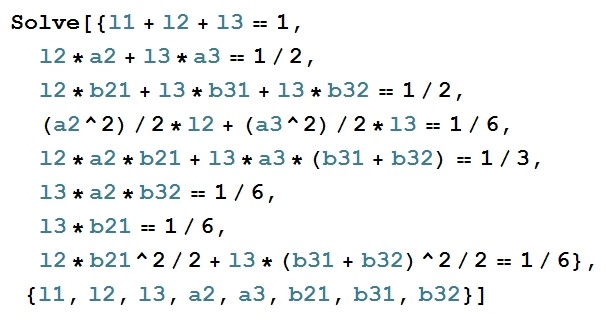 Solve[{l1 + l2 + l3 == 1,
l2 * a2 + l3 * a3 == 1 / 2,
l2 * b21 + l3 * b31 + l3 * b32 == 1 / 2,
(a2 ^ 2) / 2 * l2 + (a3 ^ 2) / 2 * l3 == 1 / 6,
l2 * a2 * b21 + l3 * a3 * (b31 + b32) == 1 / 3,
l3 * a2 * b32 == 1 / 6,
l3 * b21 == 1 / 6,
l2 * b21 ^ 2 / 2 + l3 * (b31 + b32) ^ 2 / 2 == 1 / 6},
{l1, l2, l3, a2, a3, b21, b31, b32}]